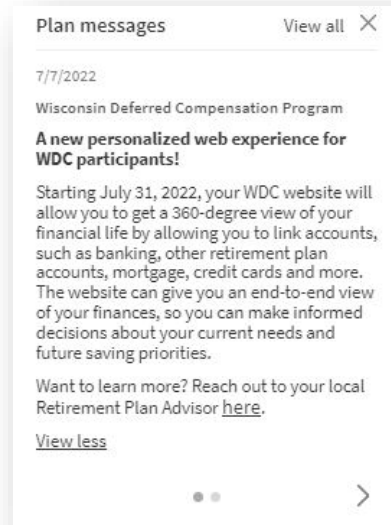 Plan messages View all
7/7/2022
Wisconsin Deferred Compensation Program
A new personalized web experience for
WDC participants!
Starting July 31, 2022, your WDC website will
allow you to get a 360-degree view of your
financial life by allowing you to link accounts,
such as banking, other retirement plan
accounts, mortgage, credit cards and more.
The website can give you an end-to-end view
of your finances, so you can make informed
decisions about your current needs and
future saving priorities.
Want to learn more? Reach out to your local
Retirement Plan Advisor here.
View less